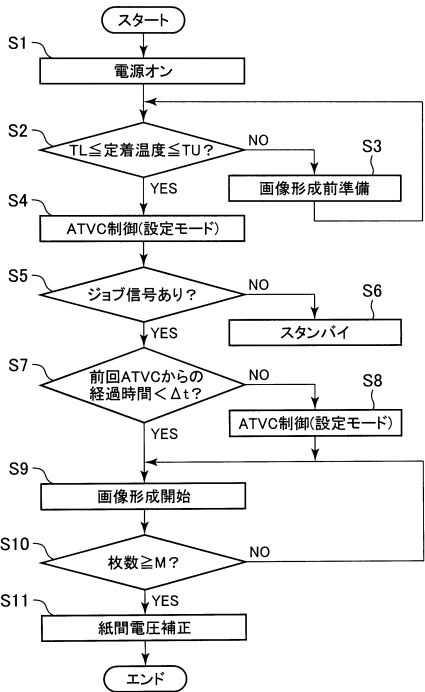 スタート
S1
電源オン
S2
TL≦定着温度≦TU?
NO
S3
画像形成前準備
YES
S4
ATVC制御(設定モード)
S5
ジョブ信号あり?
NO
S6
スタンバイ
YES
S7
前回ATVCからの
経過時間<Δt?
NO
S8
ATVC制御(設定モード)
YES
S9
画像形成開始
S10
枚数≧M?
NO
YES
S11
紙間電圧補正
エンド